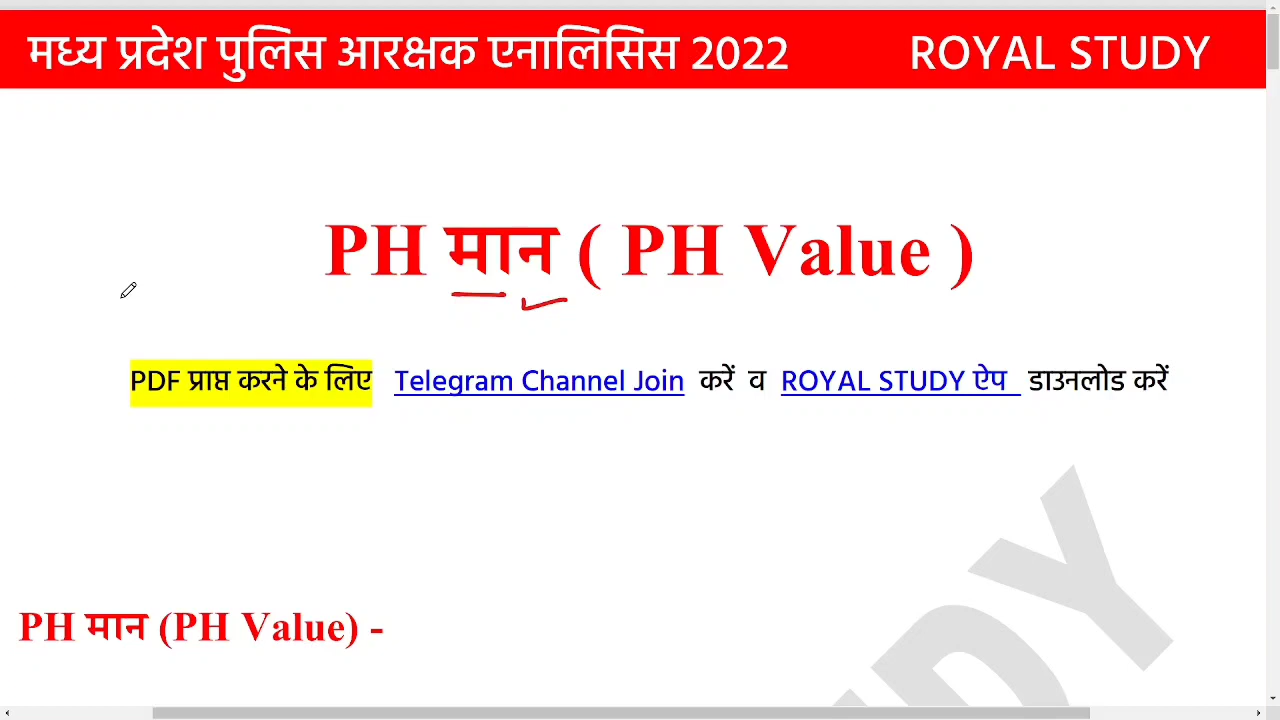 मध्य प्रदेश पुलिस आरक्षक एनालिसिस 2022 ROYAL STUDY
PH मान ( PH Value )
PDF प्राप्त करने के लिए Telegram Channel Join करें व ROYAL STUDY ऐप डाउनलोड करें
PH मान (PH Value) -
UDY